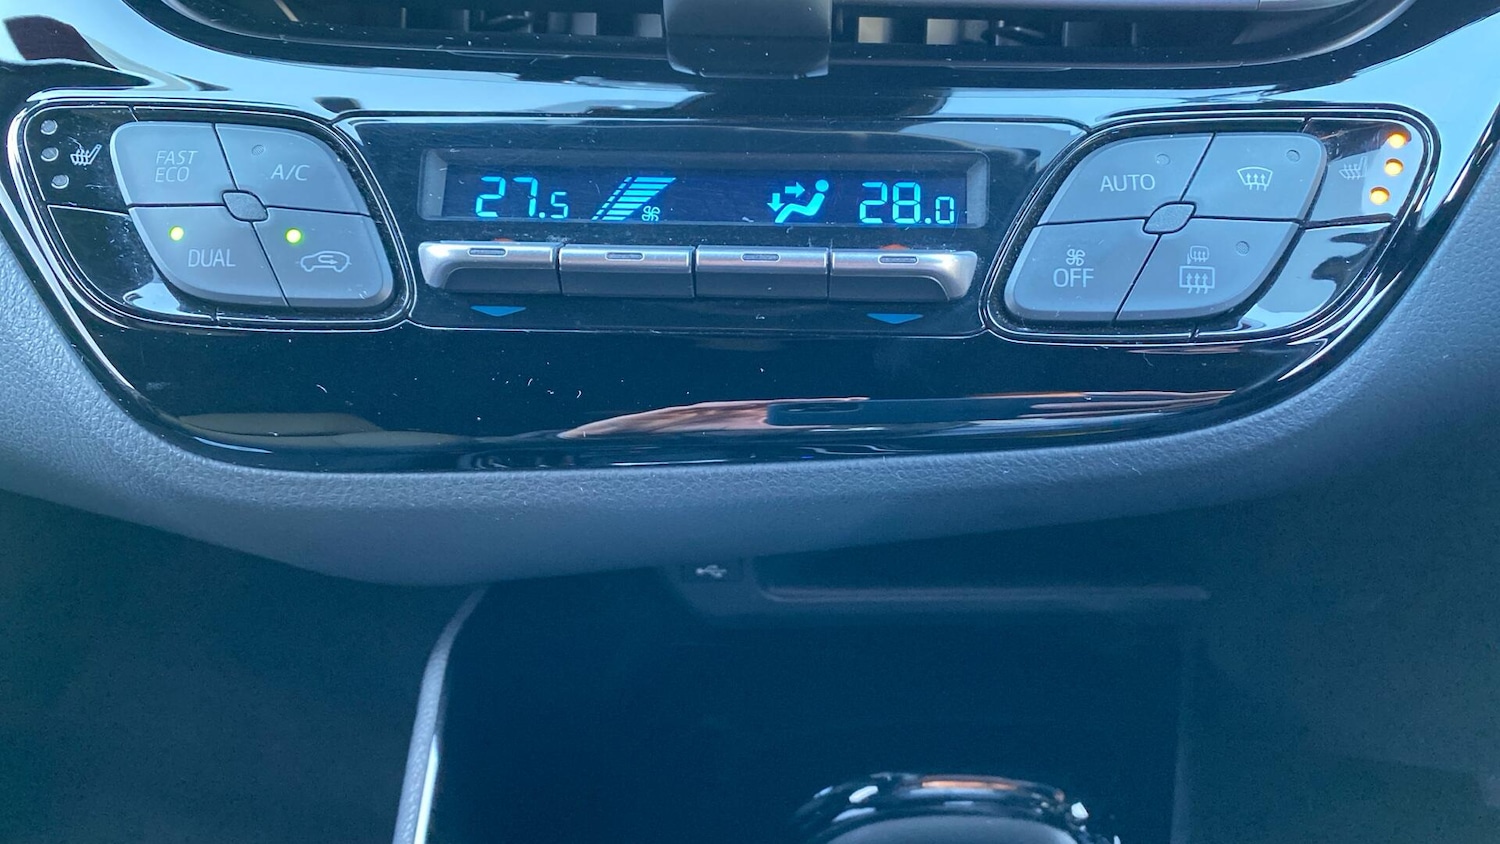 FAST
ECO
A/C
DUAL
27.5
28.0
AUTO
OFF